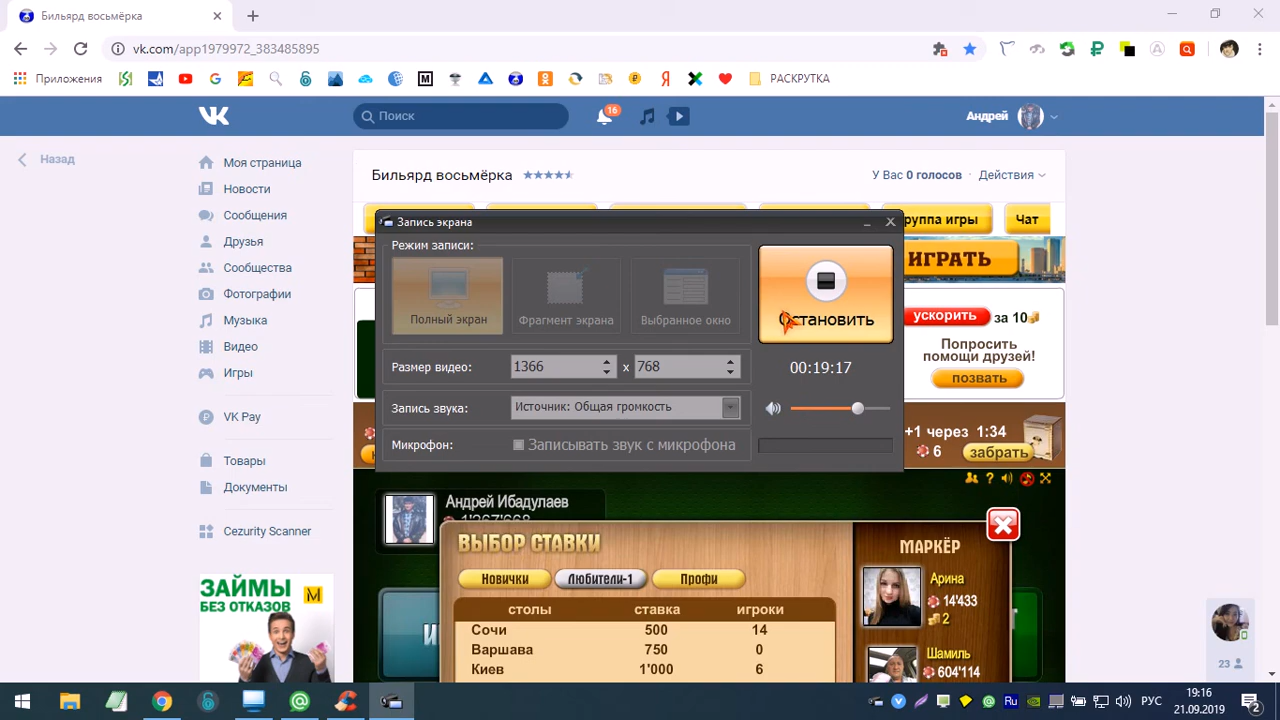 Бильярд восьмёрка
vk.com/app1979972_383485895
Приложения
РАСКРУТКА
Поиск
16
Андрей
Назад
Моя страница
Новости
Сообщения
Друзья
Сообщества
Фотографии
Музыка
Видео
Игры
VK Pay
Товары
Документы
Cezurity Scanner
ЗАЙМЫ
БЕЗ ОТКАЗОВ
Бильярд восьмёрка
У Вас 0 голосов · Действия
руппа игры
Чат
ИГРАТЬ
Запись экрана
Режим записи:
Полный экран
Фрагмент экрана
Выбранное окно
Остановить
Размер видео:
1366 x 768
00:19:17
Запись звука:
Источник: Общая громкость
Микрофон:
Записывать звук с микрофона
ускорить за 10
Попросить
помощи друзей!
позвать
+1 через 1:34
6
забрать
Андрей Ибадулаев
ВЫБОР СТАВКИ
Новички
Любители-1
Профи
столы ставка игроки
Сочи 500 14
Варшава 750 0
Киев 1'000 6
МАРКЁР
Арина
14'433
2
Шамиль
604'114
23
Ru
РУС
19:16
21.09.2019
2